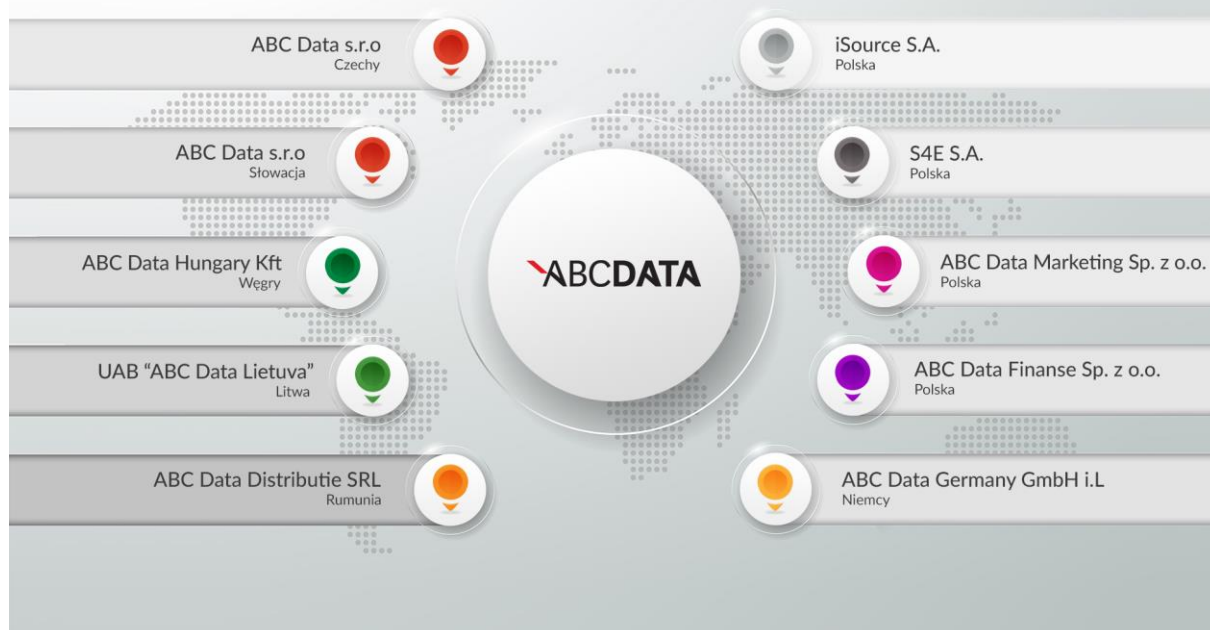 ABC Data s.r.o
Czechy
ABC Data s.r.o
Słowacja
ABC Data Hungary Kft
Węgry
UAB “ABC Data Lietuva”
Litwa
ABC Data Distributie SRL
Rumunia
ABCDATA
iSource S.A.
Polska
S4E S.A.
Polska
ABC Data Marketing Sp. z o.o.
Polska
ABC Data Finanse Sp. z o.o.
Polska
ABC Data Germany GmbH i.L
Niemcy